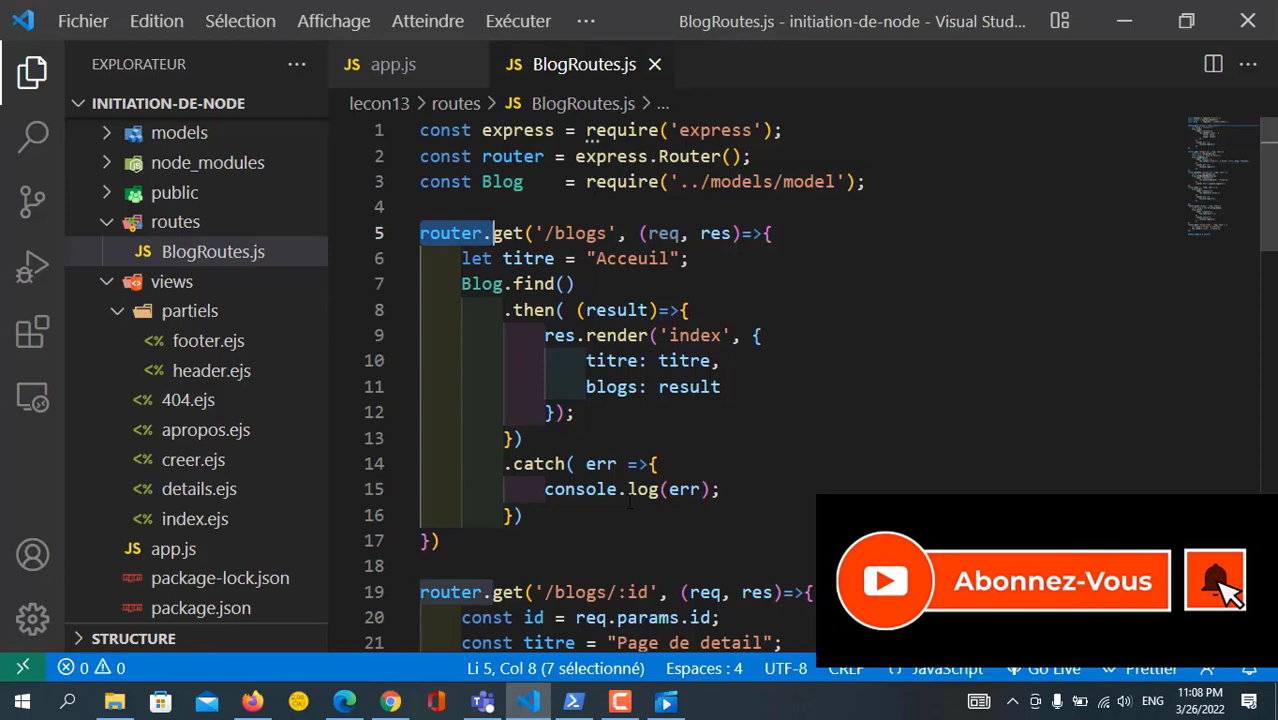 Fichier Edition Sélection Affichage Atteindre Exécuter ··· BlogRoutes.js - initiation-de-node - Visual Stud...
EXPLORATEUR ···
JS app.js JS BlogRoutes.js
INITIATION-DE-NODE
lecon13 > routes > JS BlogRoutes.js > ...
models
node_modules
public
routes
JS BlogRoutes.js
views
partiels
<%> footer.ejs
<%> header.ejs
<%> 404.ejs
<%> apropos.ejs
<%> creer.ejs
<%> details.ejs
<%> index.ejs
JS app.js
package-lock.json
package.json
STRUCTURE
1 const express = require('express');
2 const router = express.Router();
3 const Blog    = require('../models/model');
4
5 router.get('/blogs', (req, res)=>{
6     let titre = "Acceuil";
7     Blog.find()
8         .then( (result)=>{
9             res.render('index', {
10                 titre: titre,
11                 blogs: result
12             });
13         })
14         .catch( err =>{
15             console.log(err);
16         })
17 })
18
19 router.get('/blogs/:id', (req, res)=>{
20     const id = req.params.id;
21     const titre = "Page de detail";
Abonnez-Vous
0 0 Li 5, Col 8 (7 sélectionné) Espaces : 4 UTF-8 CRLF JavaScript Go Live Prettier
ENG 11:08 PM
3/26/2022